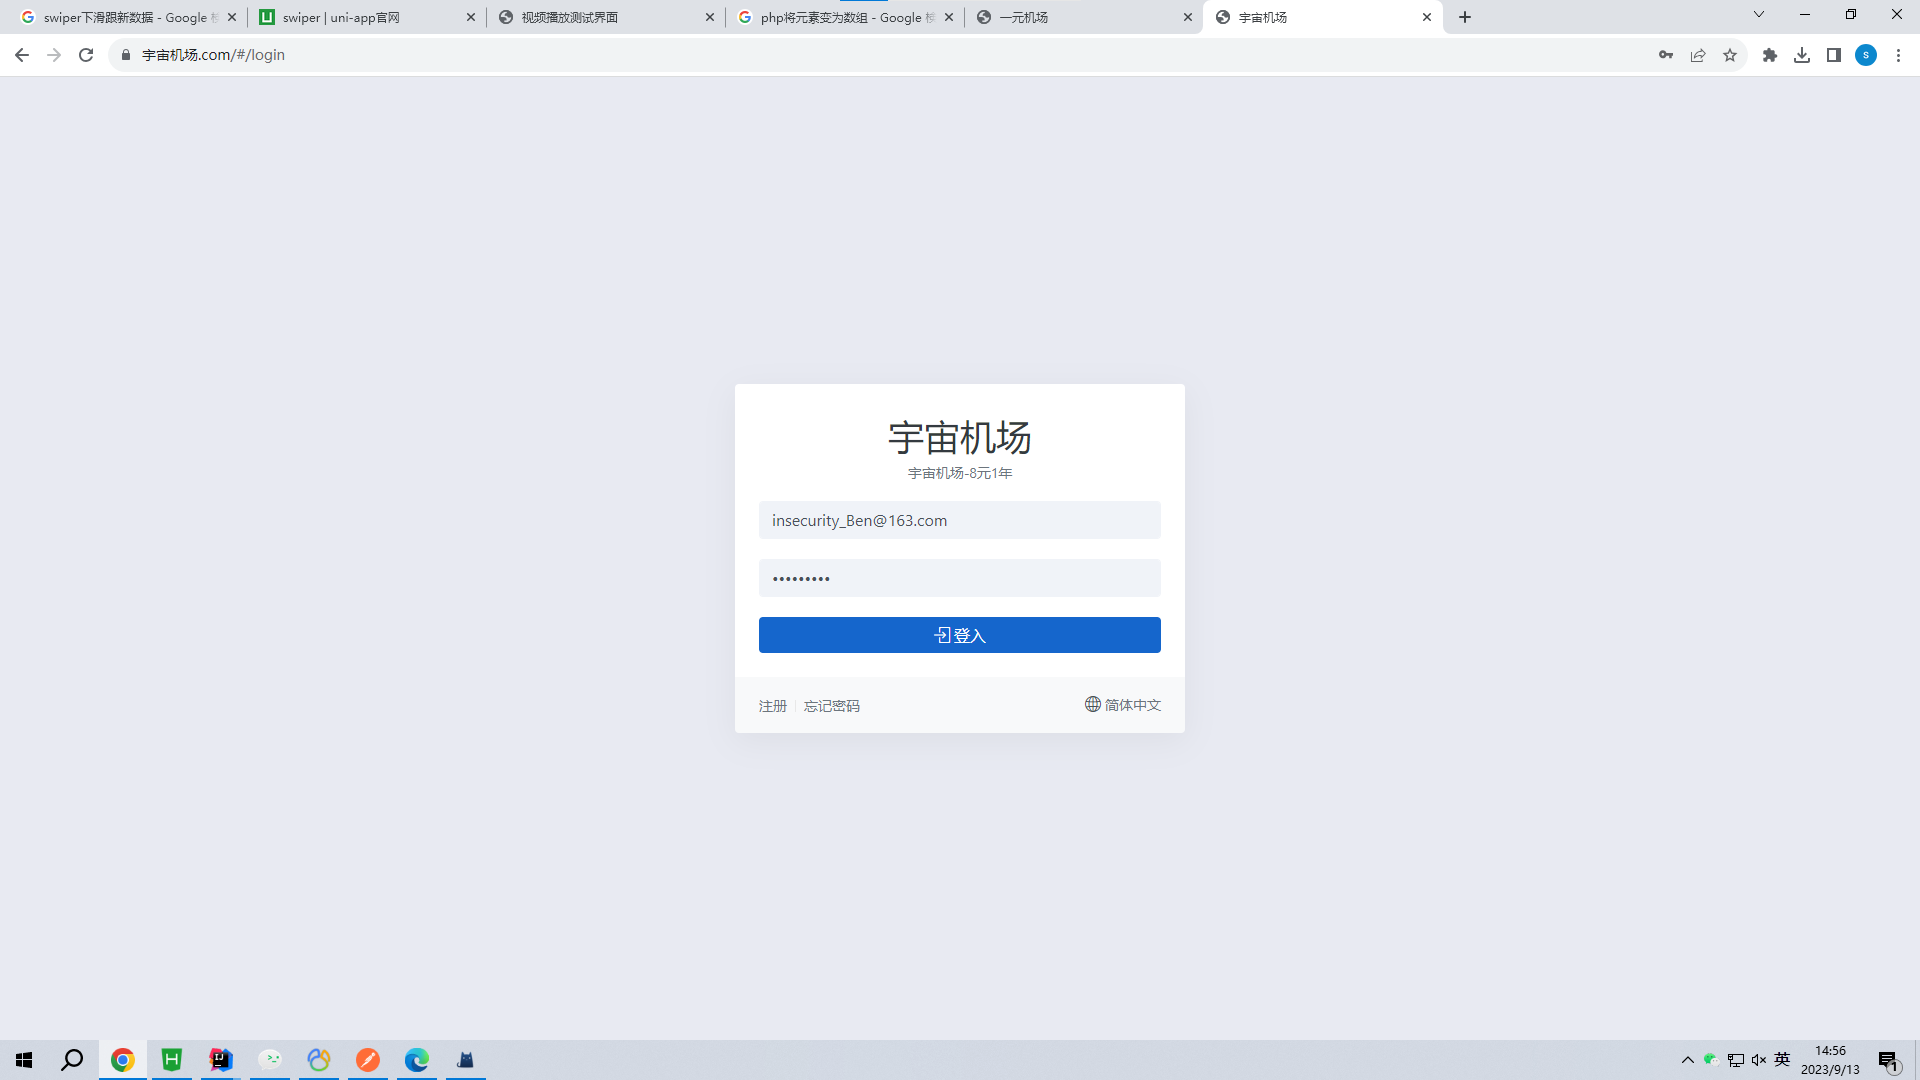 swiper下滑跟新数据 - Google
swiper | uni-app官网
视频播放测试界面
php将元素变为数组 - Google
一元机场
宇宙机场
宇宙机场.com/#/login
S
宇宙机场
宇宙机场-8元1年
insecurity_Ben@163.com
•••••••••
登入
注册
忘记密码
简体中文
英
14:56
2023/9/13
1